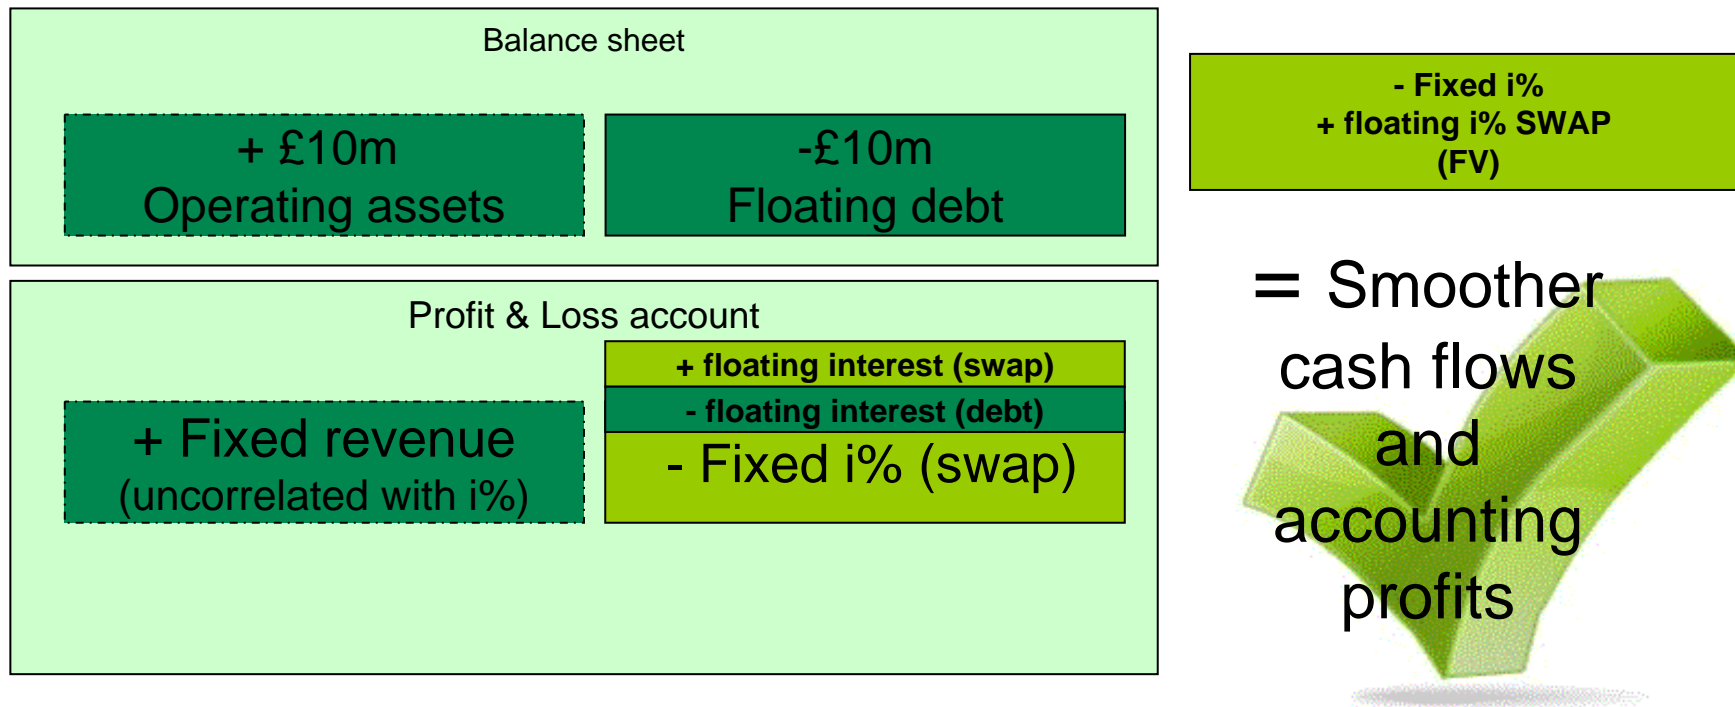 Balance sheet
+ £10m
Operating assets
-£10m
Floating debt
- Fixed i%
+ floating i% SWAP
(FV)
Profit & Loss account
+ Fixed revenue
(uncorrelated with i%)
+ floating interest (swap)
- floating interest (debt)
- Fixed i% (swap)
= Smoother
cash flows
and
accounting
profits